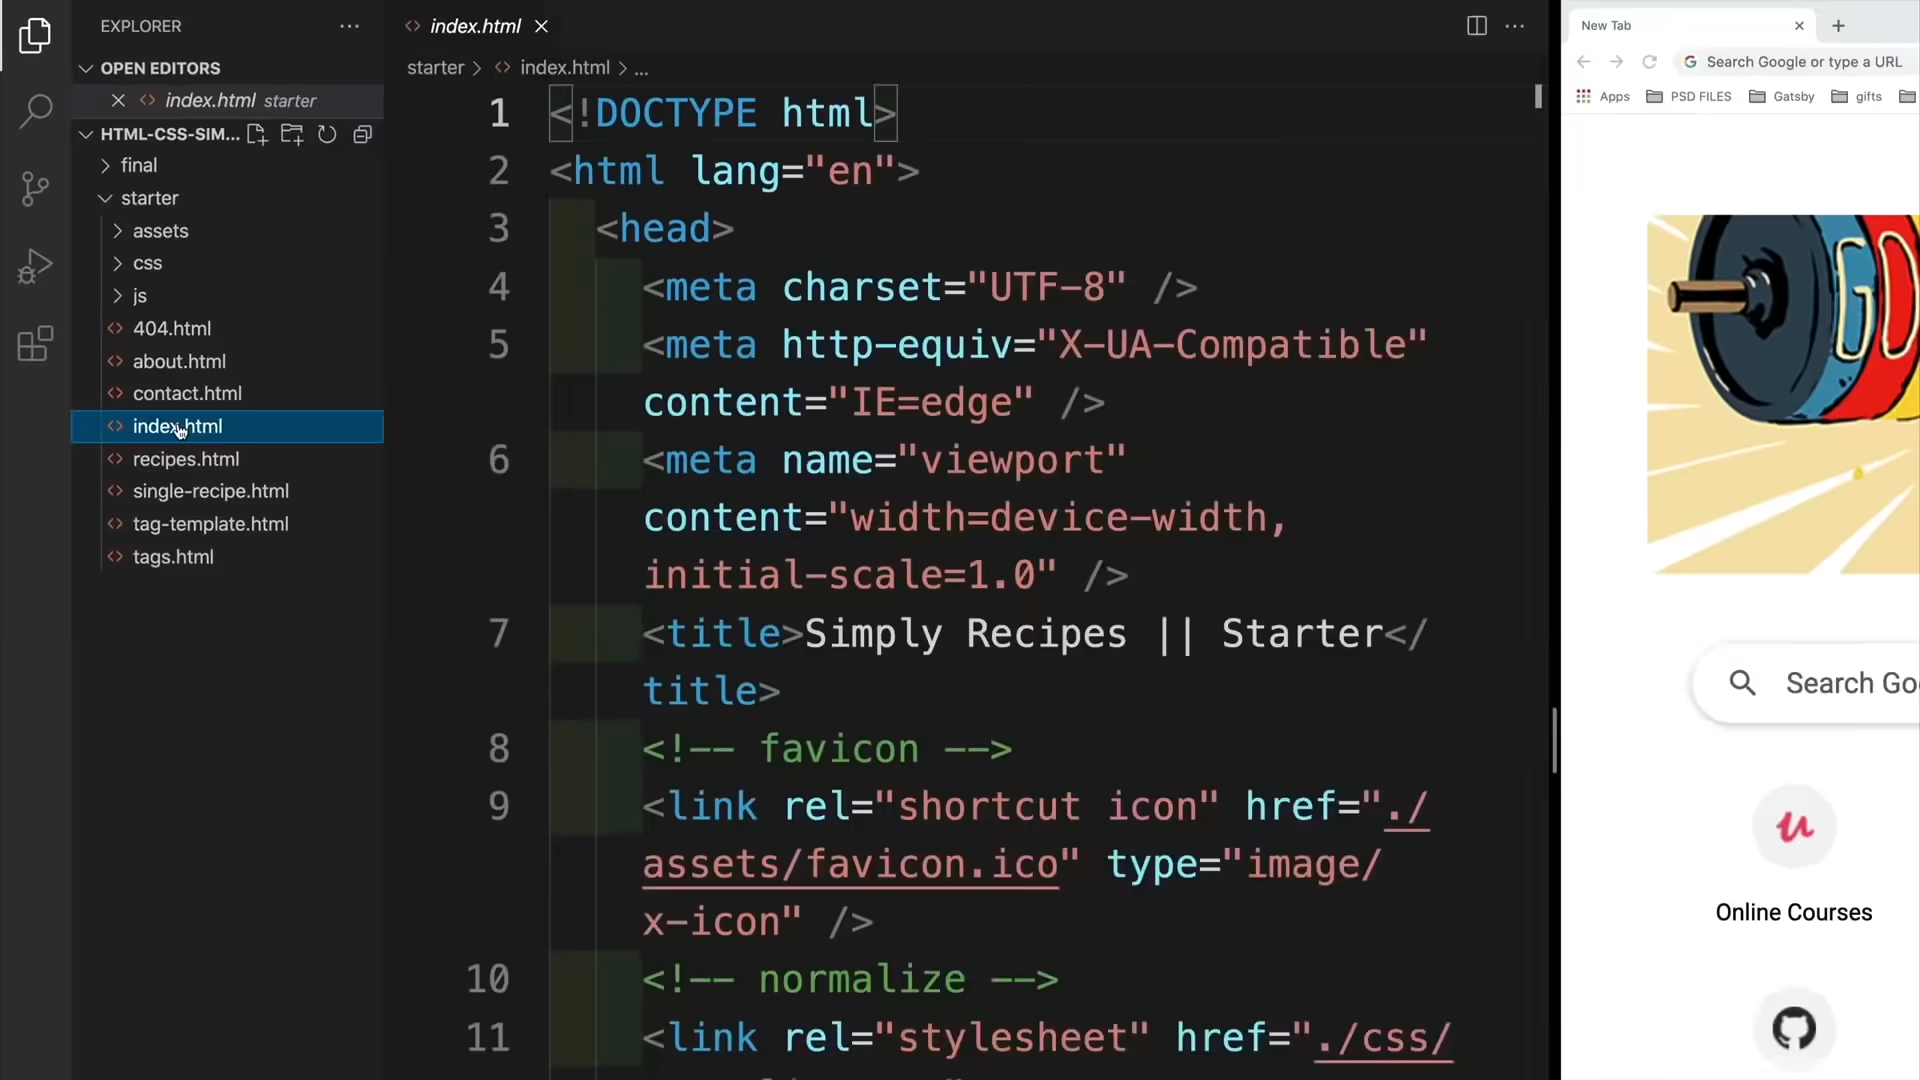 EXPLORER
OPEN EDITORS
index.html starter
HTML-CSS-SIM...
final
starter
assets
css
js
404.html
about.html
contact.html
index.html
recipes.html
single-recipe.html
tag-template.html
tags.html
index.html
starter > index.html > ...
1 <!DOCTYPE html>
2 <html lang="en">
3 <head>
4 <meta charset="UTF-8" />
5 <meta http-equiv="X-UA-Compatible"
content="IE=edge" />
6 <meta name="viewport"
content="width=device-width,
initial-scale=1.0" />
7 <title>Simply Recipes || Starter</
title>
8 <!-- favicon -->
9 <link rel="shortcut icon" href="./
assets/favicon.ico" type="image/
x-icon" />
10 <!-- normalize -->
11 <link rel="stylesheet" href="./css/
New Tab
Search Google or type a URL
Apps PSD FILES Gatsby gifts
GO
Search Go
Online Courses